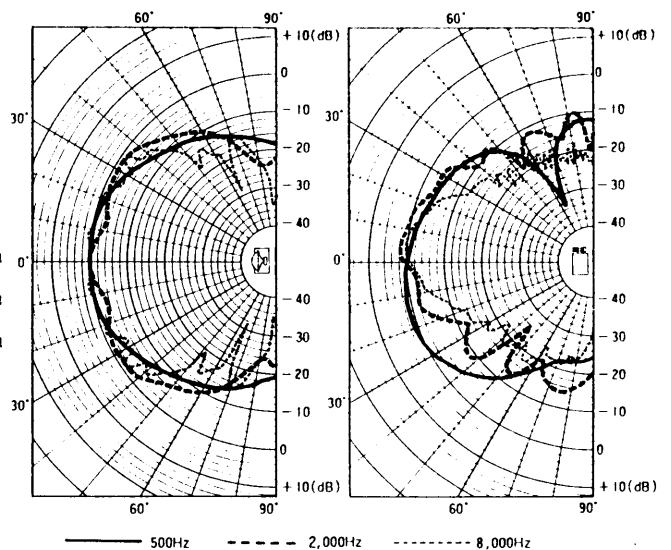 60° 90° 60° 90°
+10(dB) +10(dB)
0 0
30° -10 30° -10
-20 -20
-30 -30
-40 -40
0° 0°
-40 -40
-30 -30
-20 -20
30° -10 30° -10
0 0
60° +10(dB) 60° +10(dB)
90° 90°
500Hz 2,000Hz 8,000Hz